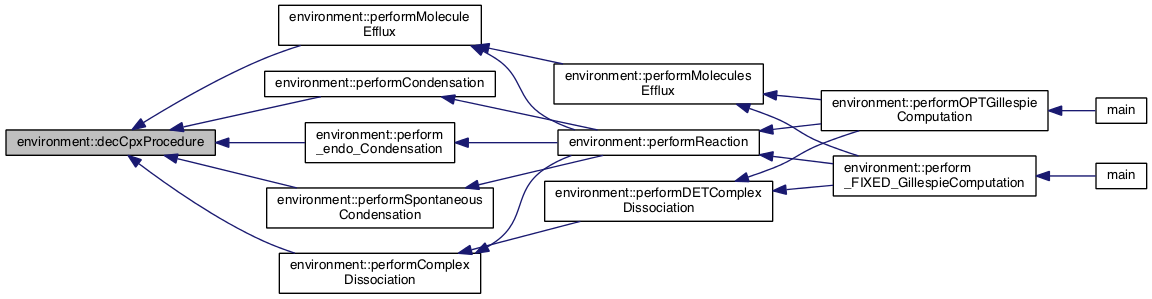 environment::decCpxProcedure
environment::performMolecule
Efflux
environment::performCondensation
environment::perform
_endo_Condensation
environment::performSpontaneous
Condensation
environment::performComplex
Dissociation
environment::performMolecules
Efflux
environment::performReaction
environment::performDETComplex
Dissociation
environment::performOPTGillespie
Computation
environment::perform
_FIXED_GillespieComputation
main
main